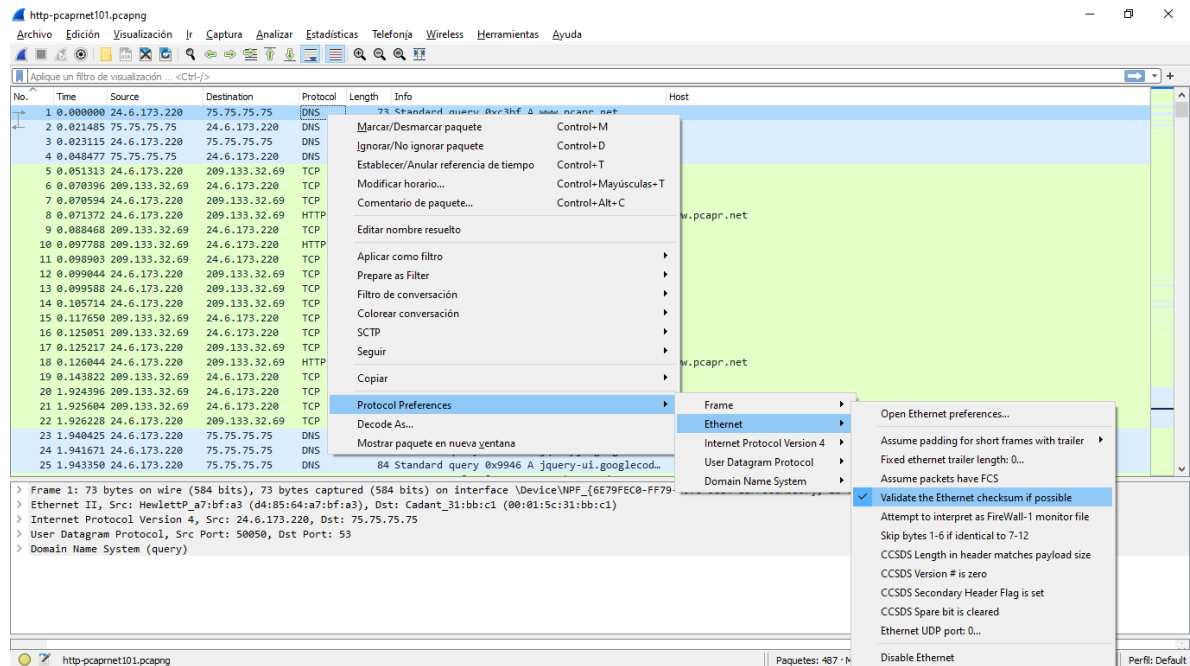 http-pcaprnet101.pcapng
Archivo Edición Visualización Ir Captura Analizar Estadísticas Telefonía Wireless Herramientas Ayuda
Aplique un filtro de visualización ... <Ctrl-/>
No. Time Source Destination Protocol Length Info Host
1 0.000000 24.6.173.220 75.75.75.75 DNS 73 Standard query 0xc3bf A www.pcapr.net
2 0.021485 75.75.75.75 24.6.173.220 DNS
3 0.023115 24.6.173.220 75.75.75.75 DNS
4 0.048477 75.75.75.75 24.6.173.220 DNS
5 0.051313 24.6.173.220 209.133.32.69 TCP
6 0.070396 209.133.32.69 24.6.173.220 TCP
7 0.070594 24.6.173.220 209.133.32.69 TCP
8 0.071372 24.6.173.220 209.133.32.69 HTTP w.pcapr.net
9 0.088468 209.133.32.69 24.6.173.220 TCP
10 0.097788 209.133.32.69 24.6.173.220 HTTP
11 0.098903 209.133.32.69 24.6.173.220 TCP
12 0.099044 24.6.173.220 209.133.32.69 TCP
13 0.099588 24.6.173.220 209.133.32.69 TCP
14 0.105714 24.6.173.220 209.133.32.69 TCP
15 0.117650 209.133.32.69 24.6.173.220 TCP
16 0.125051 209.133.32.69 24.6.173.220 TCP
17 0.125217 24.6.173.220 209.133.32.69 TCP
18 0.126044 24.6.173.220 209.133.32.69 HTTP w.pcapr.net
19 0.143822 209.133.32.69 24.6.173.220 TCP
20 1.924396 209.133.32.69 24.6.173.220 TCP
21 1.925604 209.133.32.69 24.6.173.220 TCP
22 1.926228 24.6.173.220 209.133.32.69 TCP
23 1.940425 24.6.173.220 75.75.75.75 DNS
24 1.941671 24.6.173.220 75.75.75.75 DNS
25 1.943350 24.6.173.220 75.75.75.75 DNS 84 Standard query 0x9946 A jquery-ui.googlecod…
Marcar/Desmarcar paquete Control+M
Ignorar/No ignorar paquete Control+D
Establecer/Anular referencia de tiempo Control+T
Modificar horario... Control+Mayúsculas+T
Comentario de paquete... Control+Alt+C
Editar nombre resuelto
Aplicar como filtro
Prepare as Filter
Filtro de conversación
Colorear conversación
SCTP
Seguir
Copiar
Protocol Preferences
Decode As...
Mostrar paquete en nueva ventana
Frame
Ethernet
Internet Protocol Version 4
User Datagram Protocol
Domain Name System
Open Ethernet preferences...
Assume padding for short frames with trailer
Fixed ethernet trailer length: 0...
Assume packets have FCS
Validate the Ethernet checksum if possible
Attempt to interpret as FireWall-1 monitor file
Skip bytes 1-6 if identical to 7-12
CCSDS Length in header matches payload size
CCSDS Version # is zero
CCSDS Secondary Header Flag is set
CCSDS Spare bit is cleared
Ethernet UDP port: 0...
Disable Ethernet
Frame 1: 73 bytes on wire (584 bits), 73 bytes captured (584 bits) on interface \Device\NPF_{6E79FEC0-FF79
Ethernet II, Src: HewlettP_a7:bf:a3 (d4:85:64:a7:bf:a3), Dst: Cadant_31:bb:c1 (00:01:5c:31:bb:c1)
Internet Protocol Version 4, Src: 24.6.173.220, Dst: 75.75.75.75
User Datagram Protocol, Src Port: 50050, Dst Port: 53
Domain Name System (query)
http-pcaprnet101.pcapng Paquetes: 487 · M Perfil: Default